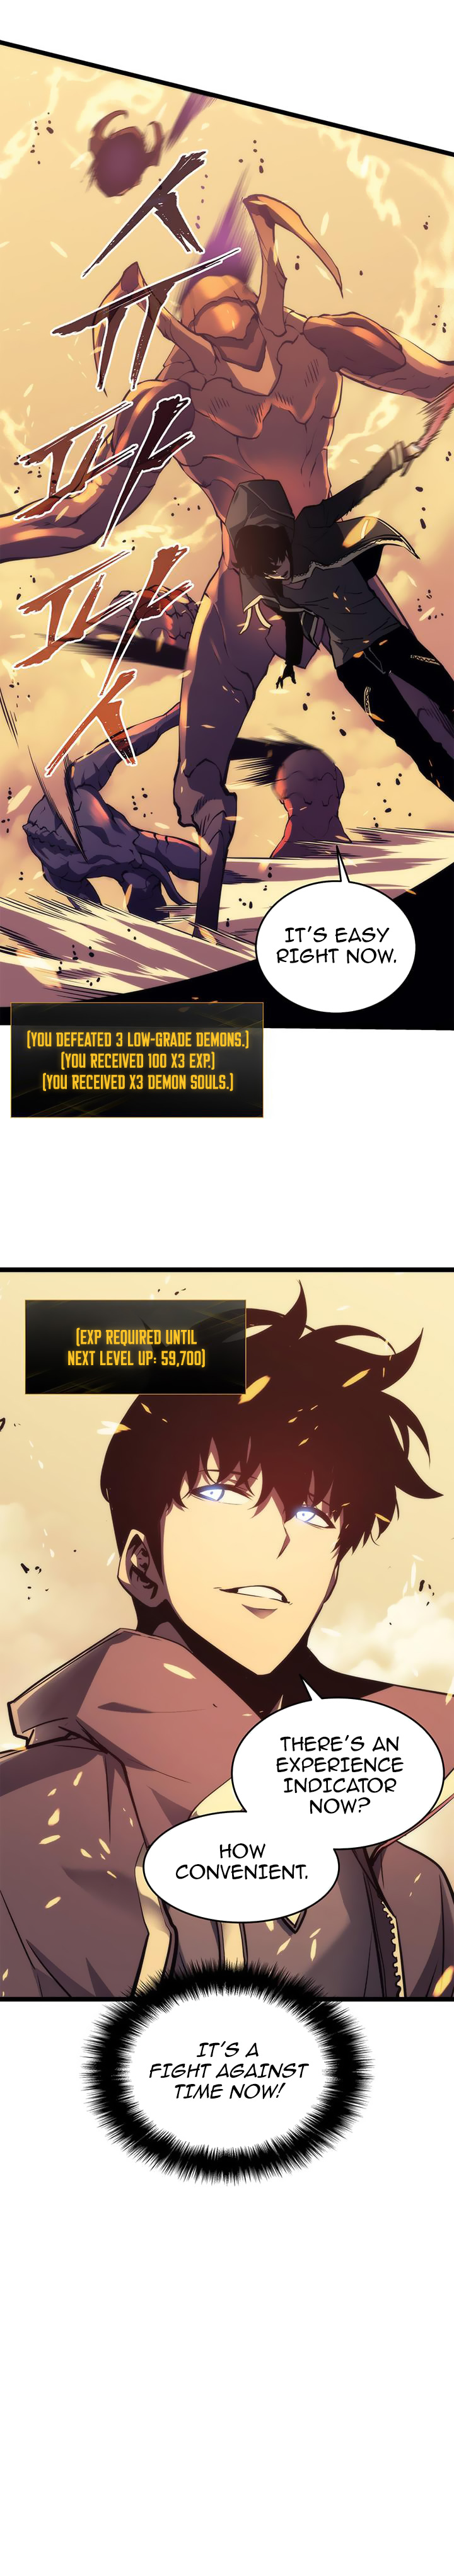 스
ㅠ
파
파
스
IT'S EASY
RIGHT NOW.
[YOU DEFEATED 3 LOW-GRADE DEMONS.]
[YOU RECEIVED 100 X3 EXP.]
[YOU RECEIVED X3 DEMON SOULS.]
[EXP REQUIRED UNTIL
NEXT LEVEL UP: 59,700]
THERE'S AN
EXPERIENCE
INDICATOR
NOW?
HOW
CONVENIENT.
IT'S A
FIGHT AGAINST
TIME NOW!